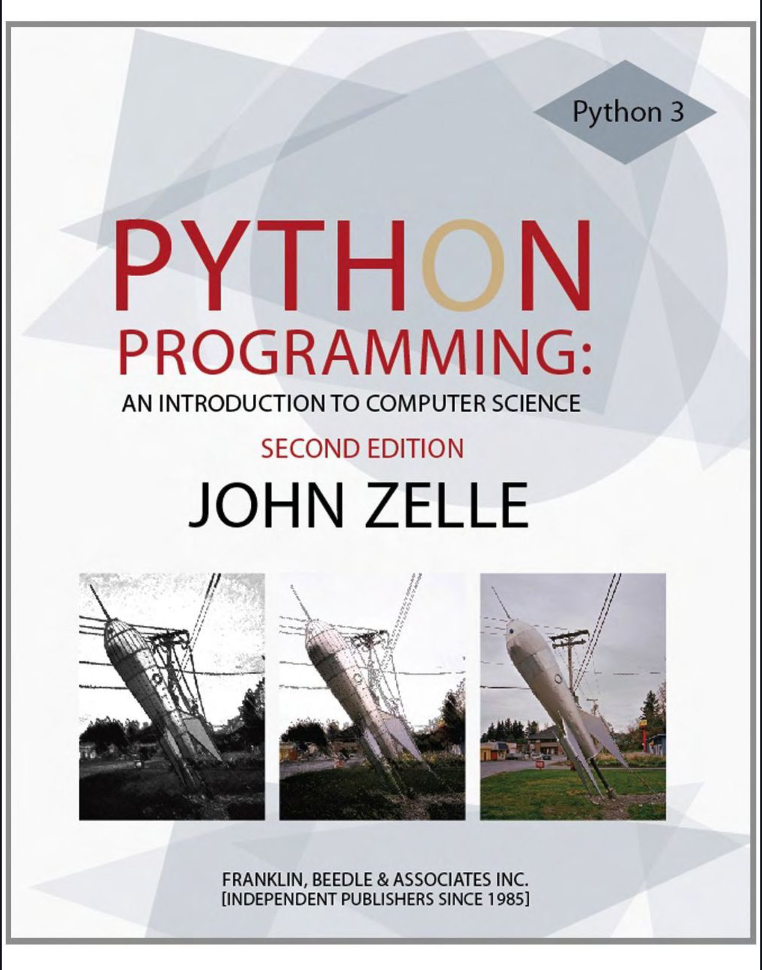 Python 3
PYTHON
PROGRAMMING:
AN INTRODUCTION TO COMPUTER SCIENCE
SECOND EDITION
JOHN ZELLE
FRANKLIN, BEEDLE & ASSOCIATES INC.
[INDEPENDENT PUBLISHERS SINCE 1985]